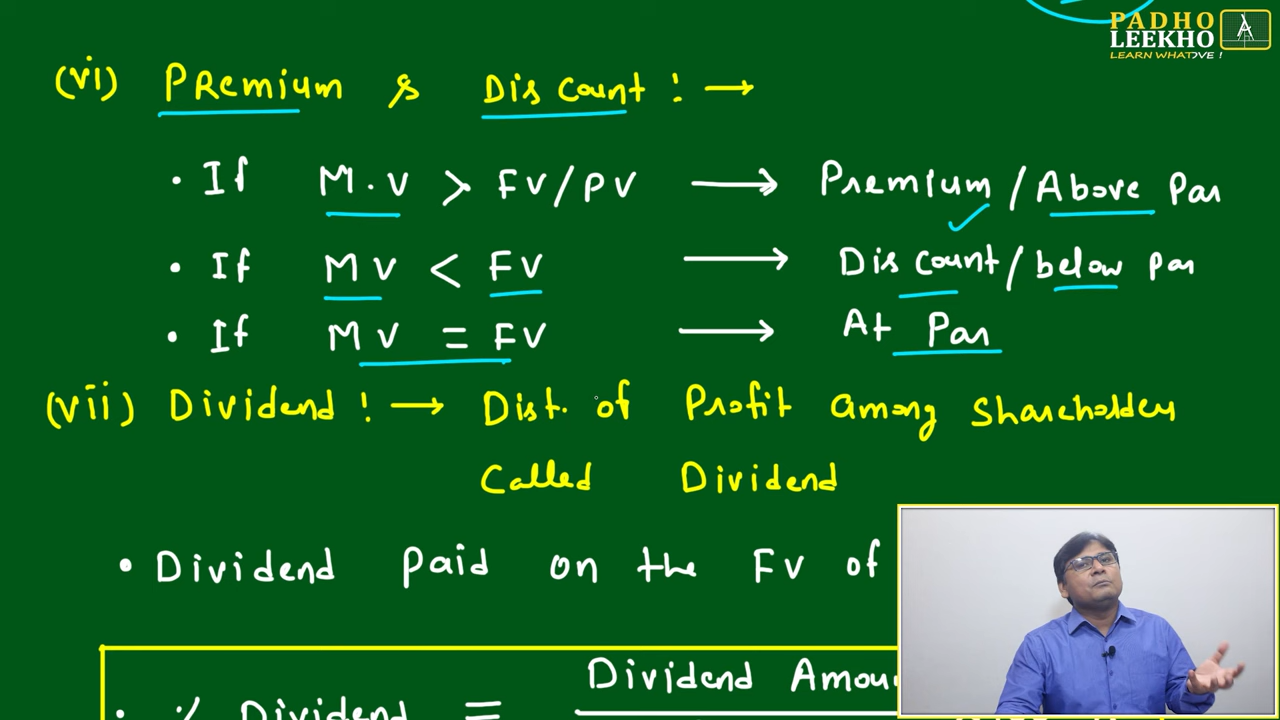 PADHO
LEEKHO
(vi) Premium & Discount : →
• If M.V > FV/PV → Premium / Above Par
• If MV < FV → Discount / below par
• If MV = FV → At Par
(vii) Dividend : → Dist. of Profit among Shareholders
Called Dividend
• Dividend Paid on the FV of
Dividend Amou
• % Dividend =